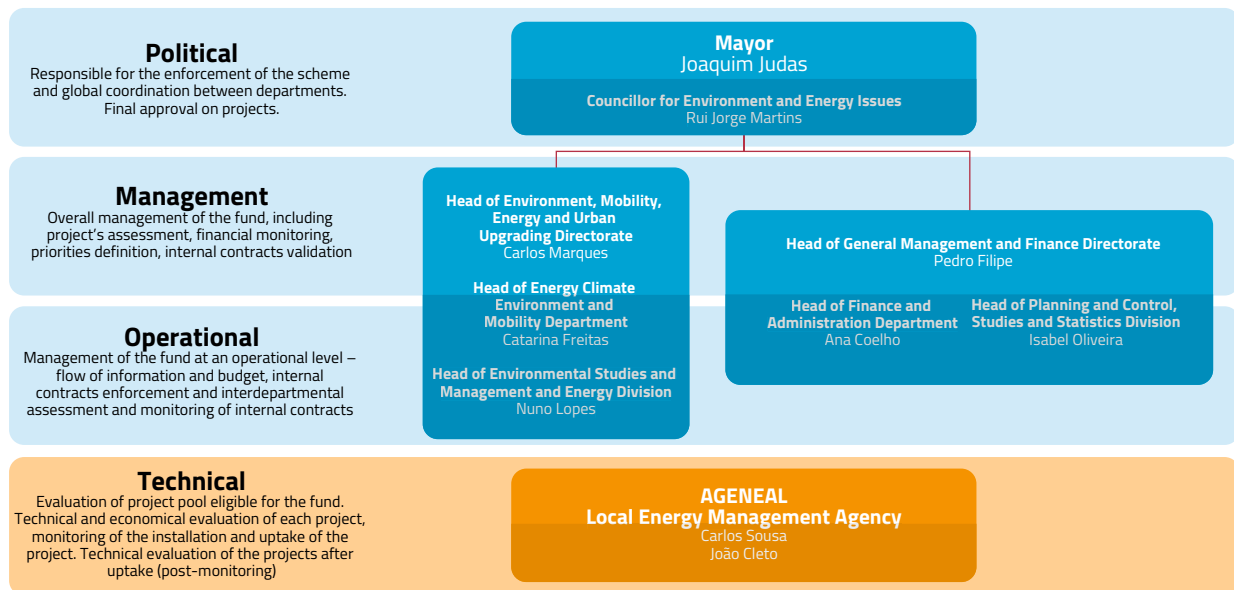 Political
Responsible for the enforcement of the scheme
and global coordination between departments.
Final approval on projects.
Mayor
Joaquim Judas
Councillor for Environment and Energy Issues
Rui Jorge Martins
Management
Overall management of the fund, including
project's assessment, financial monitoring,
priorities definition, internal contracts validation
Head of Environment, Mobility,
Energy and Urban
Upgrading Directorate
Carlos Marques
Head of Energy Climate
Environment and
Mobility Department
Catarina Freitas
Head of Environmental Studies and
Management and Energy Division
Nuno Lopes
Head of General Management and Finance Directorate
Pedro Filipe
Head of Finance and
Administration Department
Ana Coelho
Head of Planning and Control,
Studies and Statistics Division
Isabel Oliveira
Operational
Management of the fund at an operational level –
flow of information and budget, internal
contracts enforcement and interdepartmental
assessment and monitoring of internal contracts
Technical
Evaluation of project pool eligible for the fund.
Technical and economical evaluation of each project,
monitoring of the installation and uptake of the
project. Technical evaluation of the projects after
uptake (post-monitoring)
AGENEAL
Local Energy Management Agency
Carlos Sousa
João Cleto